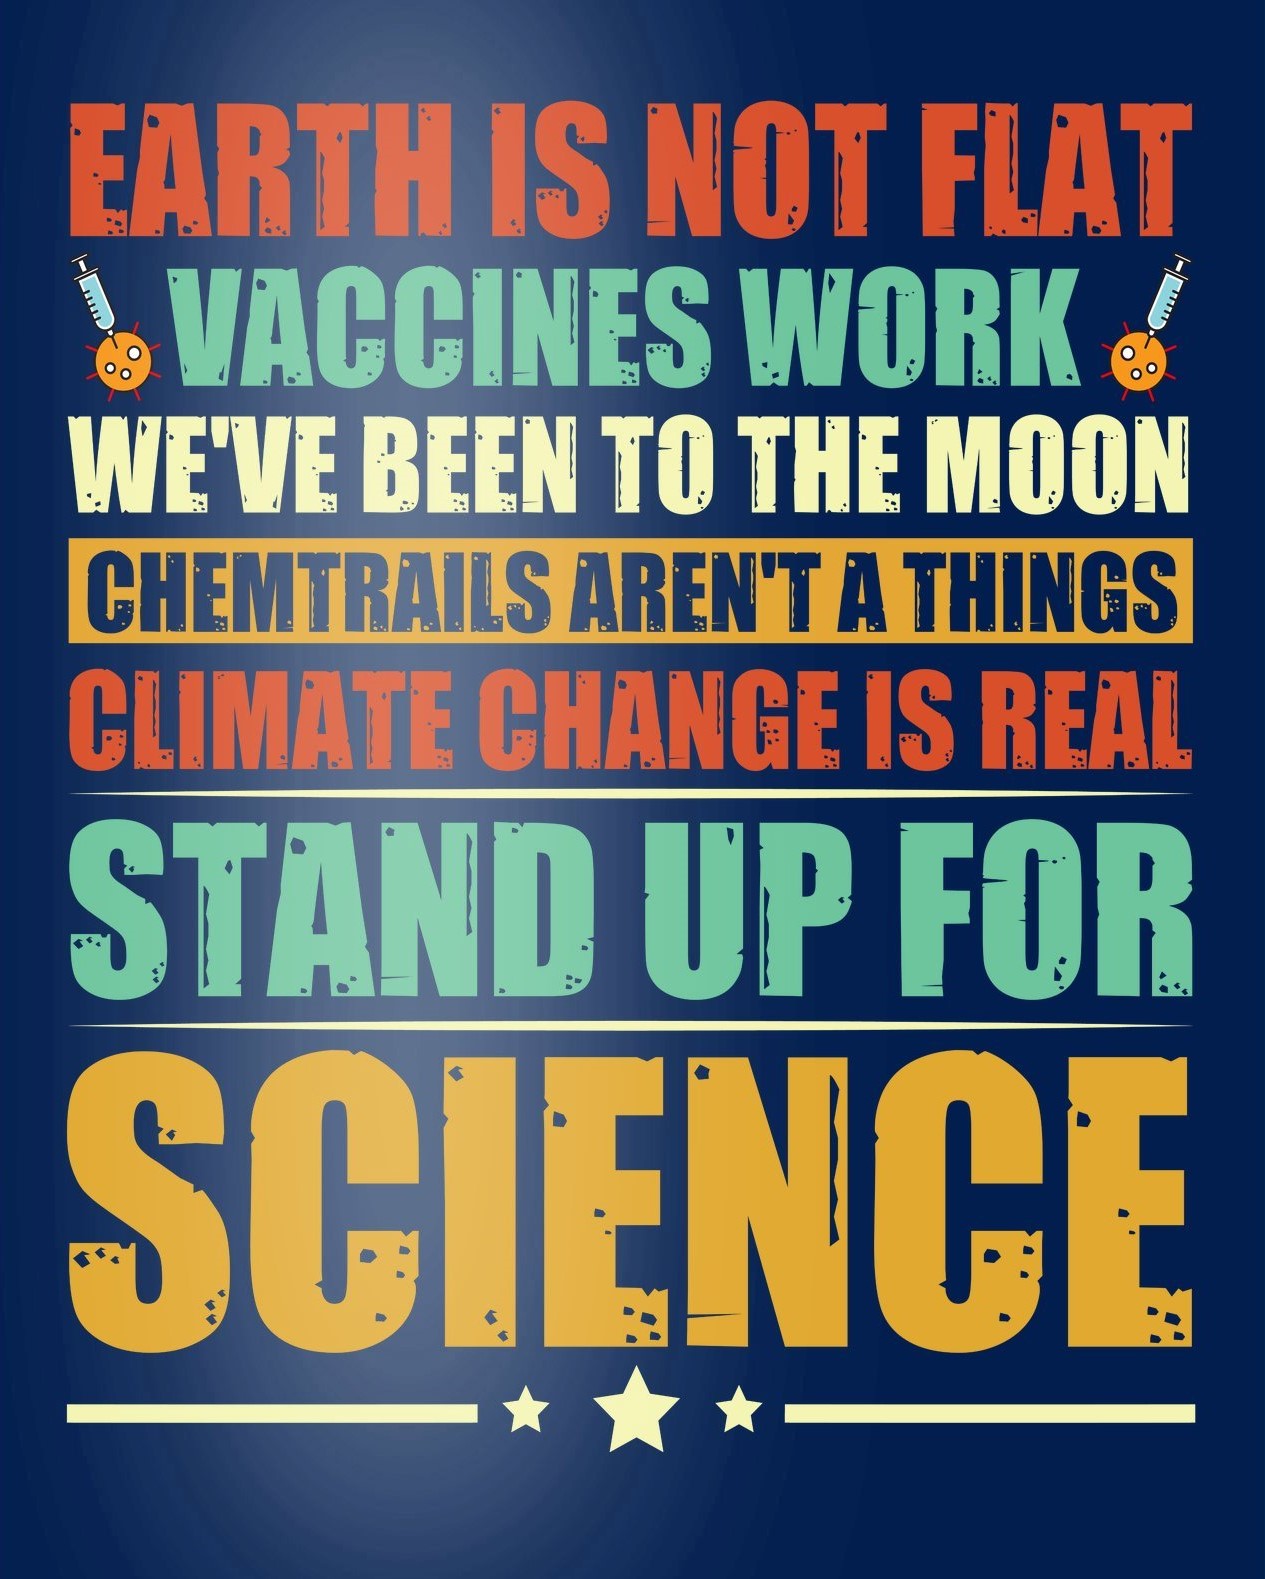 EARTH IS NOT FLAT
VACCINES WORK
WE'VE BEEN TO THE MOON
CHEMTRAILS AREN'T A THINGS
CLIMATE CHANGE IS REAL
STAND UP FOR
SCIENCE